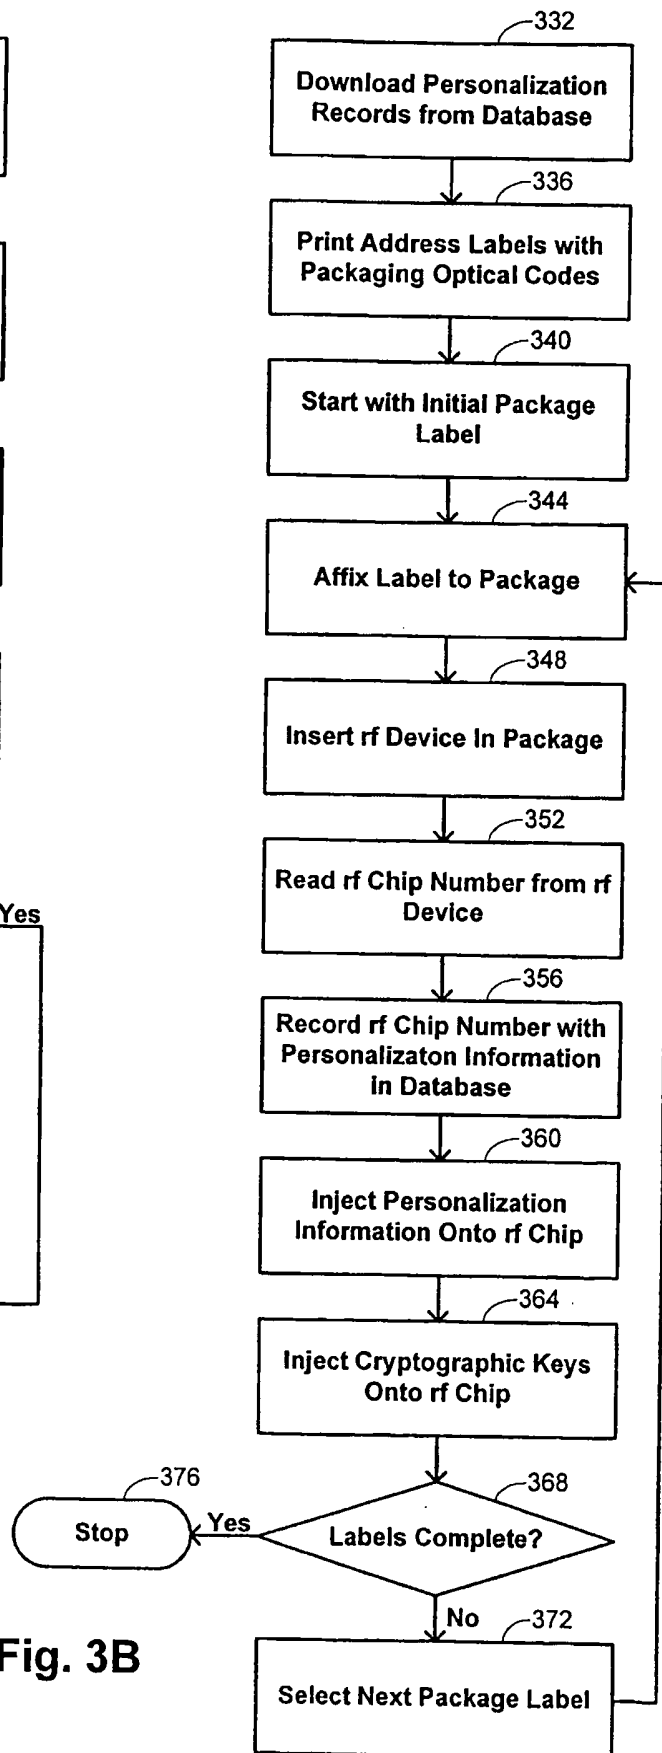 332
Download Personalization
Records from Database
336
Print Address Labels with
Packaging Optical Codes
340
Start with Initial Package
Label
344
Affix Label to Package
348
Insert rf Device In Package
352
Read rf Chip Number from rf
Device
Yes
356
Record rf Chip Number with
Personalizaton Information
in Database
360
Inject Personalization
Information Onto rf Chip
364
Inject Cryptographic Keys
Onto rf Chip
376
368
Stop
Yes
Labels Complete?
No
372
Fig. 3B
Select Next Package Label